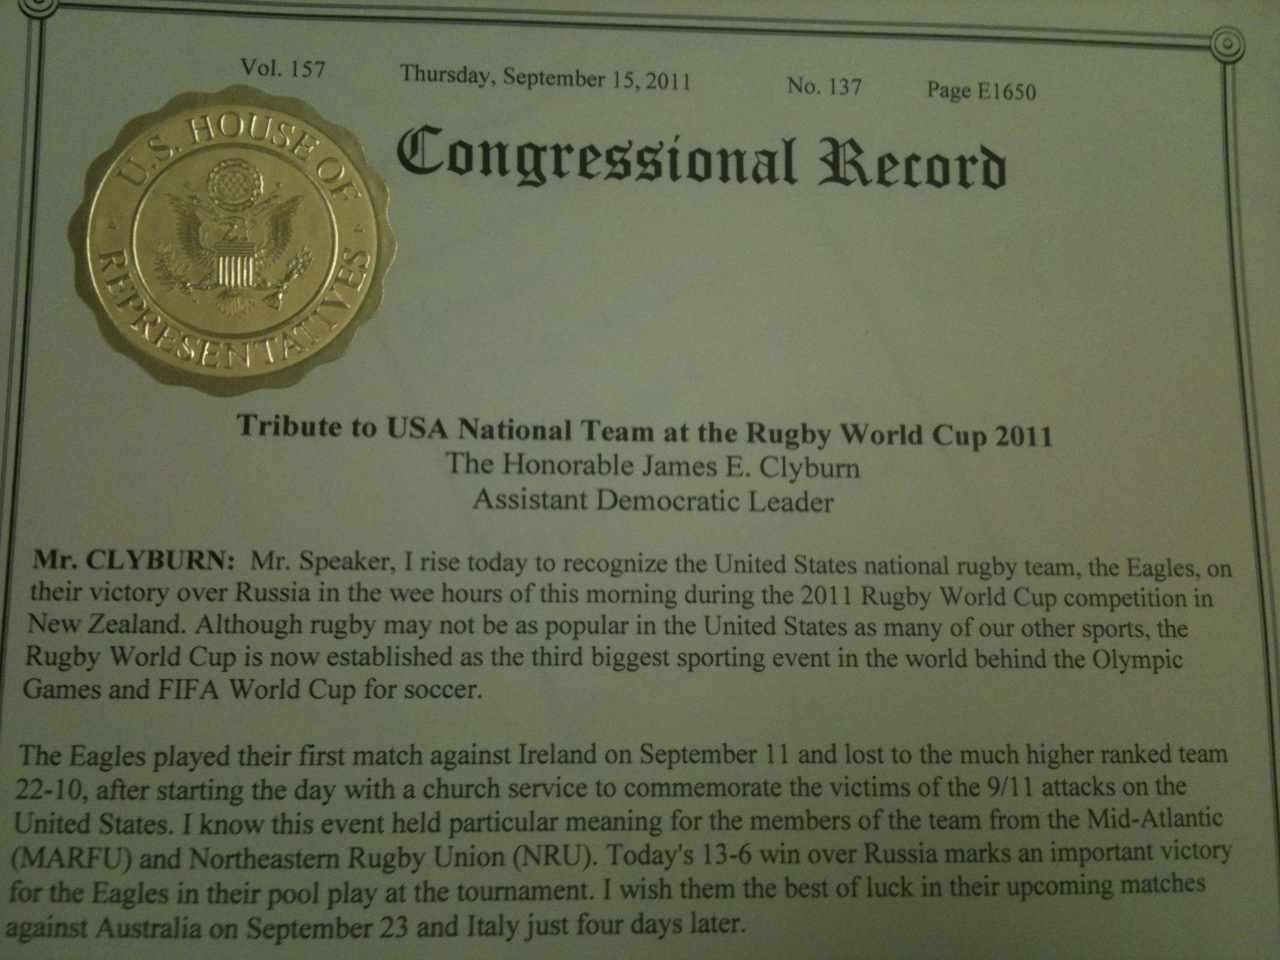 Vol. 157 Thursday, September 15, 2011 No. 137 Page E1650
Congressional Record
U.S. HOUSE OF REPRESENTATIVES
Tribute to USA National Team at the Rugby World Cup 2011
The Honorable James E. Clyburn
Assistant Democratic Leader
Mr. CLYBURN: Mr. Speaker, I rise today to recognize the United States national rugby team, the Eagles, on
their victory over Russia in the wee hours of this morning during the 2011 Rugby World Cup competition in
New Zealand. Although rugby may not be as popular in the United States as many of our other sports, the
Rugby World Cup is now established as the third biggest sporting event in the world behind the Olympic
Games and FIFA World Cup for soccer.
The Eagles played their first match against Ireland on September 11 and lost to the much higher ranked team
22-10, after starting the day with a church service to commemorate the victims of the 9/11 attacks on the
United States. I know this event held particular meaning for the members of the team from the Mid-Atlantic
(MARFU) and Northeastern Rugby Union (NRU). Today's 13-6 win over Russia marks an important victory
for the Eagles in their pool play at the tournament. I wish them the best of luck in their upcoming matches
against Australia on September 23 and Italy just four days later.